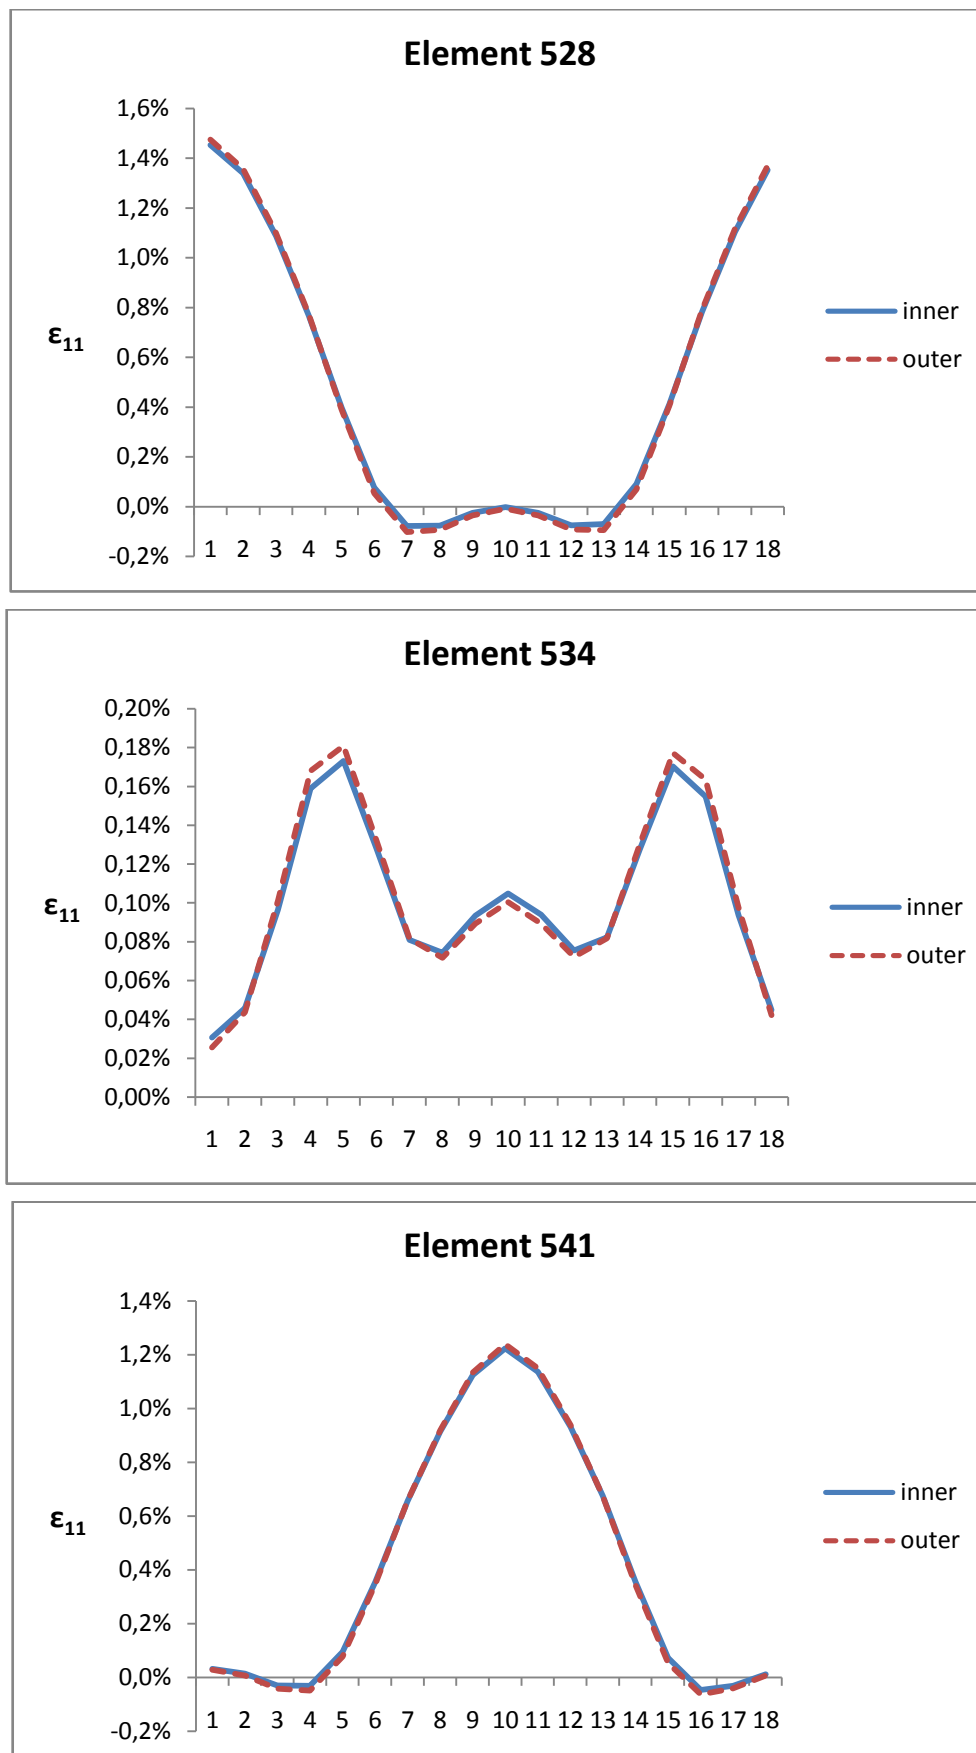 Element 528
1,6%
1,4%
1,2%
1,0%
0,8%
0,6%
0,4%
0,2%
0,0%
-0,2%
ε11
1 2 3 4 5 6 7 8 9 10 11 12 13 14 15 16 17 18
inner
outer
Element 534
0,20%
0,18%
0,16%
0,14%
0,12%
0,10%
0,08%
0,06%
0,04%
0,02%
0,00%
ε11
1 2 3 4 5 6 7 8 9 10 11 12 13 14 15 16 17 18
inner
outer
Element 541
1,4%
1,2%
1,0%
0,8%
0,6%
0,4%
0,2%
0,0%
-0,2%
ε11
1 2 3 4 5 6 7 8 9 10 11 12 13 14 15 16 17 18
inner
outer